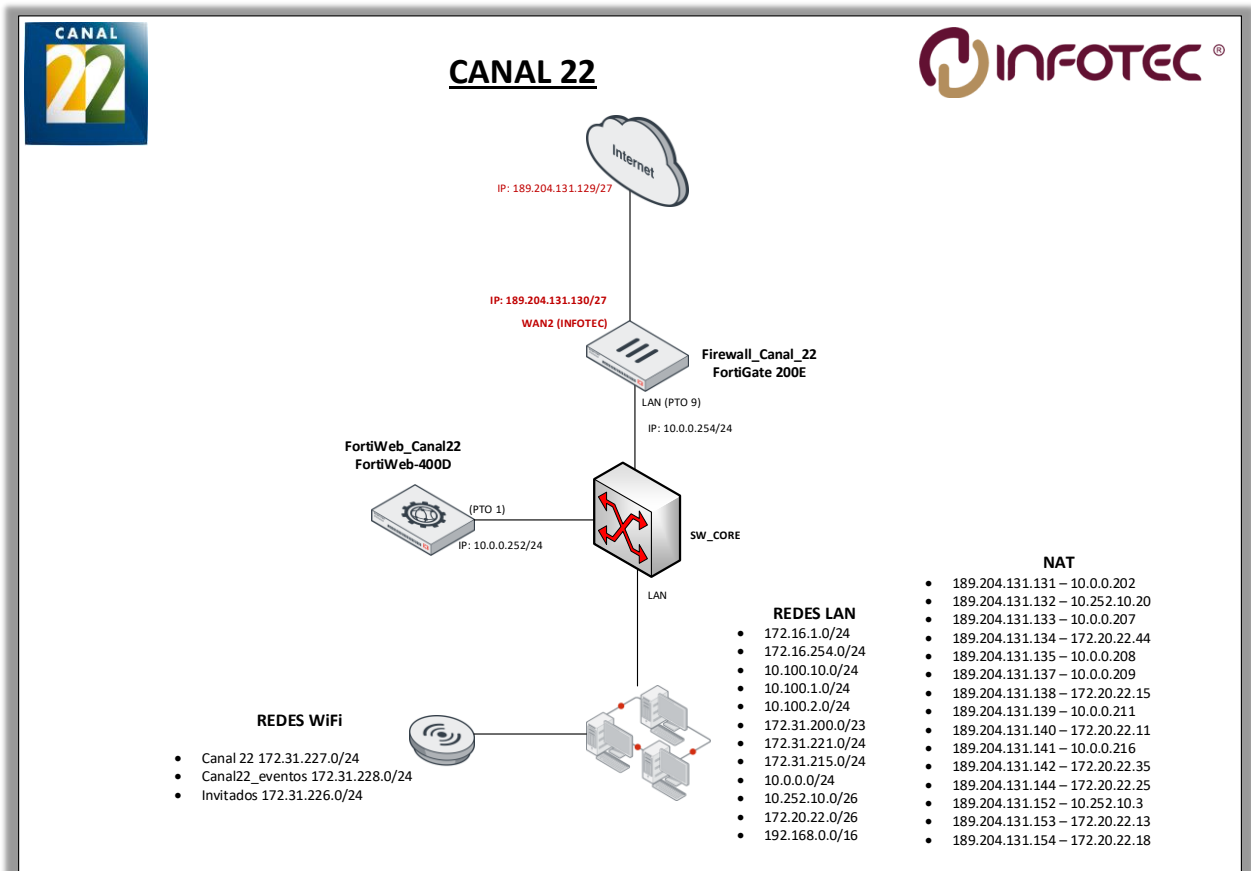 CANAL
22
CANAL 22
INFOTEC ®
Internet
IP: 189.204.131.129/27
IP: 189.204.131.130/27
WAN2 (INFOTEC)
Firewall_Canal_22
FortiGate 200E
LAN (PTO 9)
IP: 10.0.0.254/24
FortiWeb_Canal22
FortiWeb-400D
(PTO 1)
IP: 10.0.0.252/24
SW_CORE
LAN
REDES WiFi
• Canal 22 172.31.227.0/24
• Canal22_eventos 172.31.228.0/24
• Invitados 172.31.226.0/24
REDES LAN
• 172.16.1.0/24
• 172.16.254.0/24
• 10.100.10.0/24
• 10.100.1.0/24
• 10.100.2.0/24
• 172.31.200.0/23
• 172.31.221.0/24
• 172.31.215.0/24
• 10.0.0.0/24
• 10.252.10.0/26
• 172.20.22.0/26
• 192.168.0.0/16
NAT
• 189.204.131.131 – 10.0.0.202
• 189.204.131.132 – 10.252.10.20
• 189.204.131.133 – 10.0.0.207
• 189.204.131.134 – 172.20.22.44
• 189.204.131.135 – 10.0.0.208
• 189.204.131.137 – 10.0.0.209
• 189.204.131.138 – 172.20.22.15
• 189.204.131.139 – 10.0.0.211
• 189.204.131.140 – 172.20.22.11
• 189.204.131.141 – 10.0.0.216
• 189.204.131.142 – 172.20.22.35
• 189.204.131.144 – 172.20.22.25
• 189.204.131.152 – 10.252.10.3
• 189.204.131.153 – 172.20.22.13
• 189.204.131.154 – 172.20.22.18